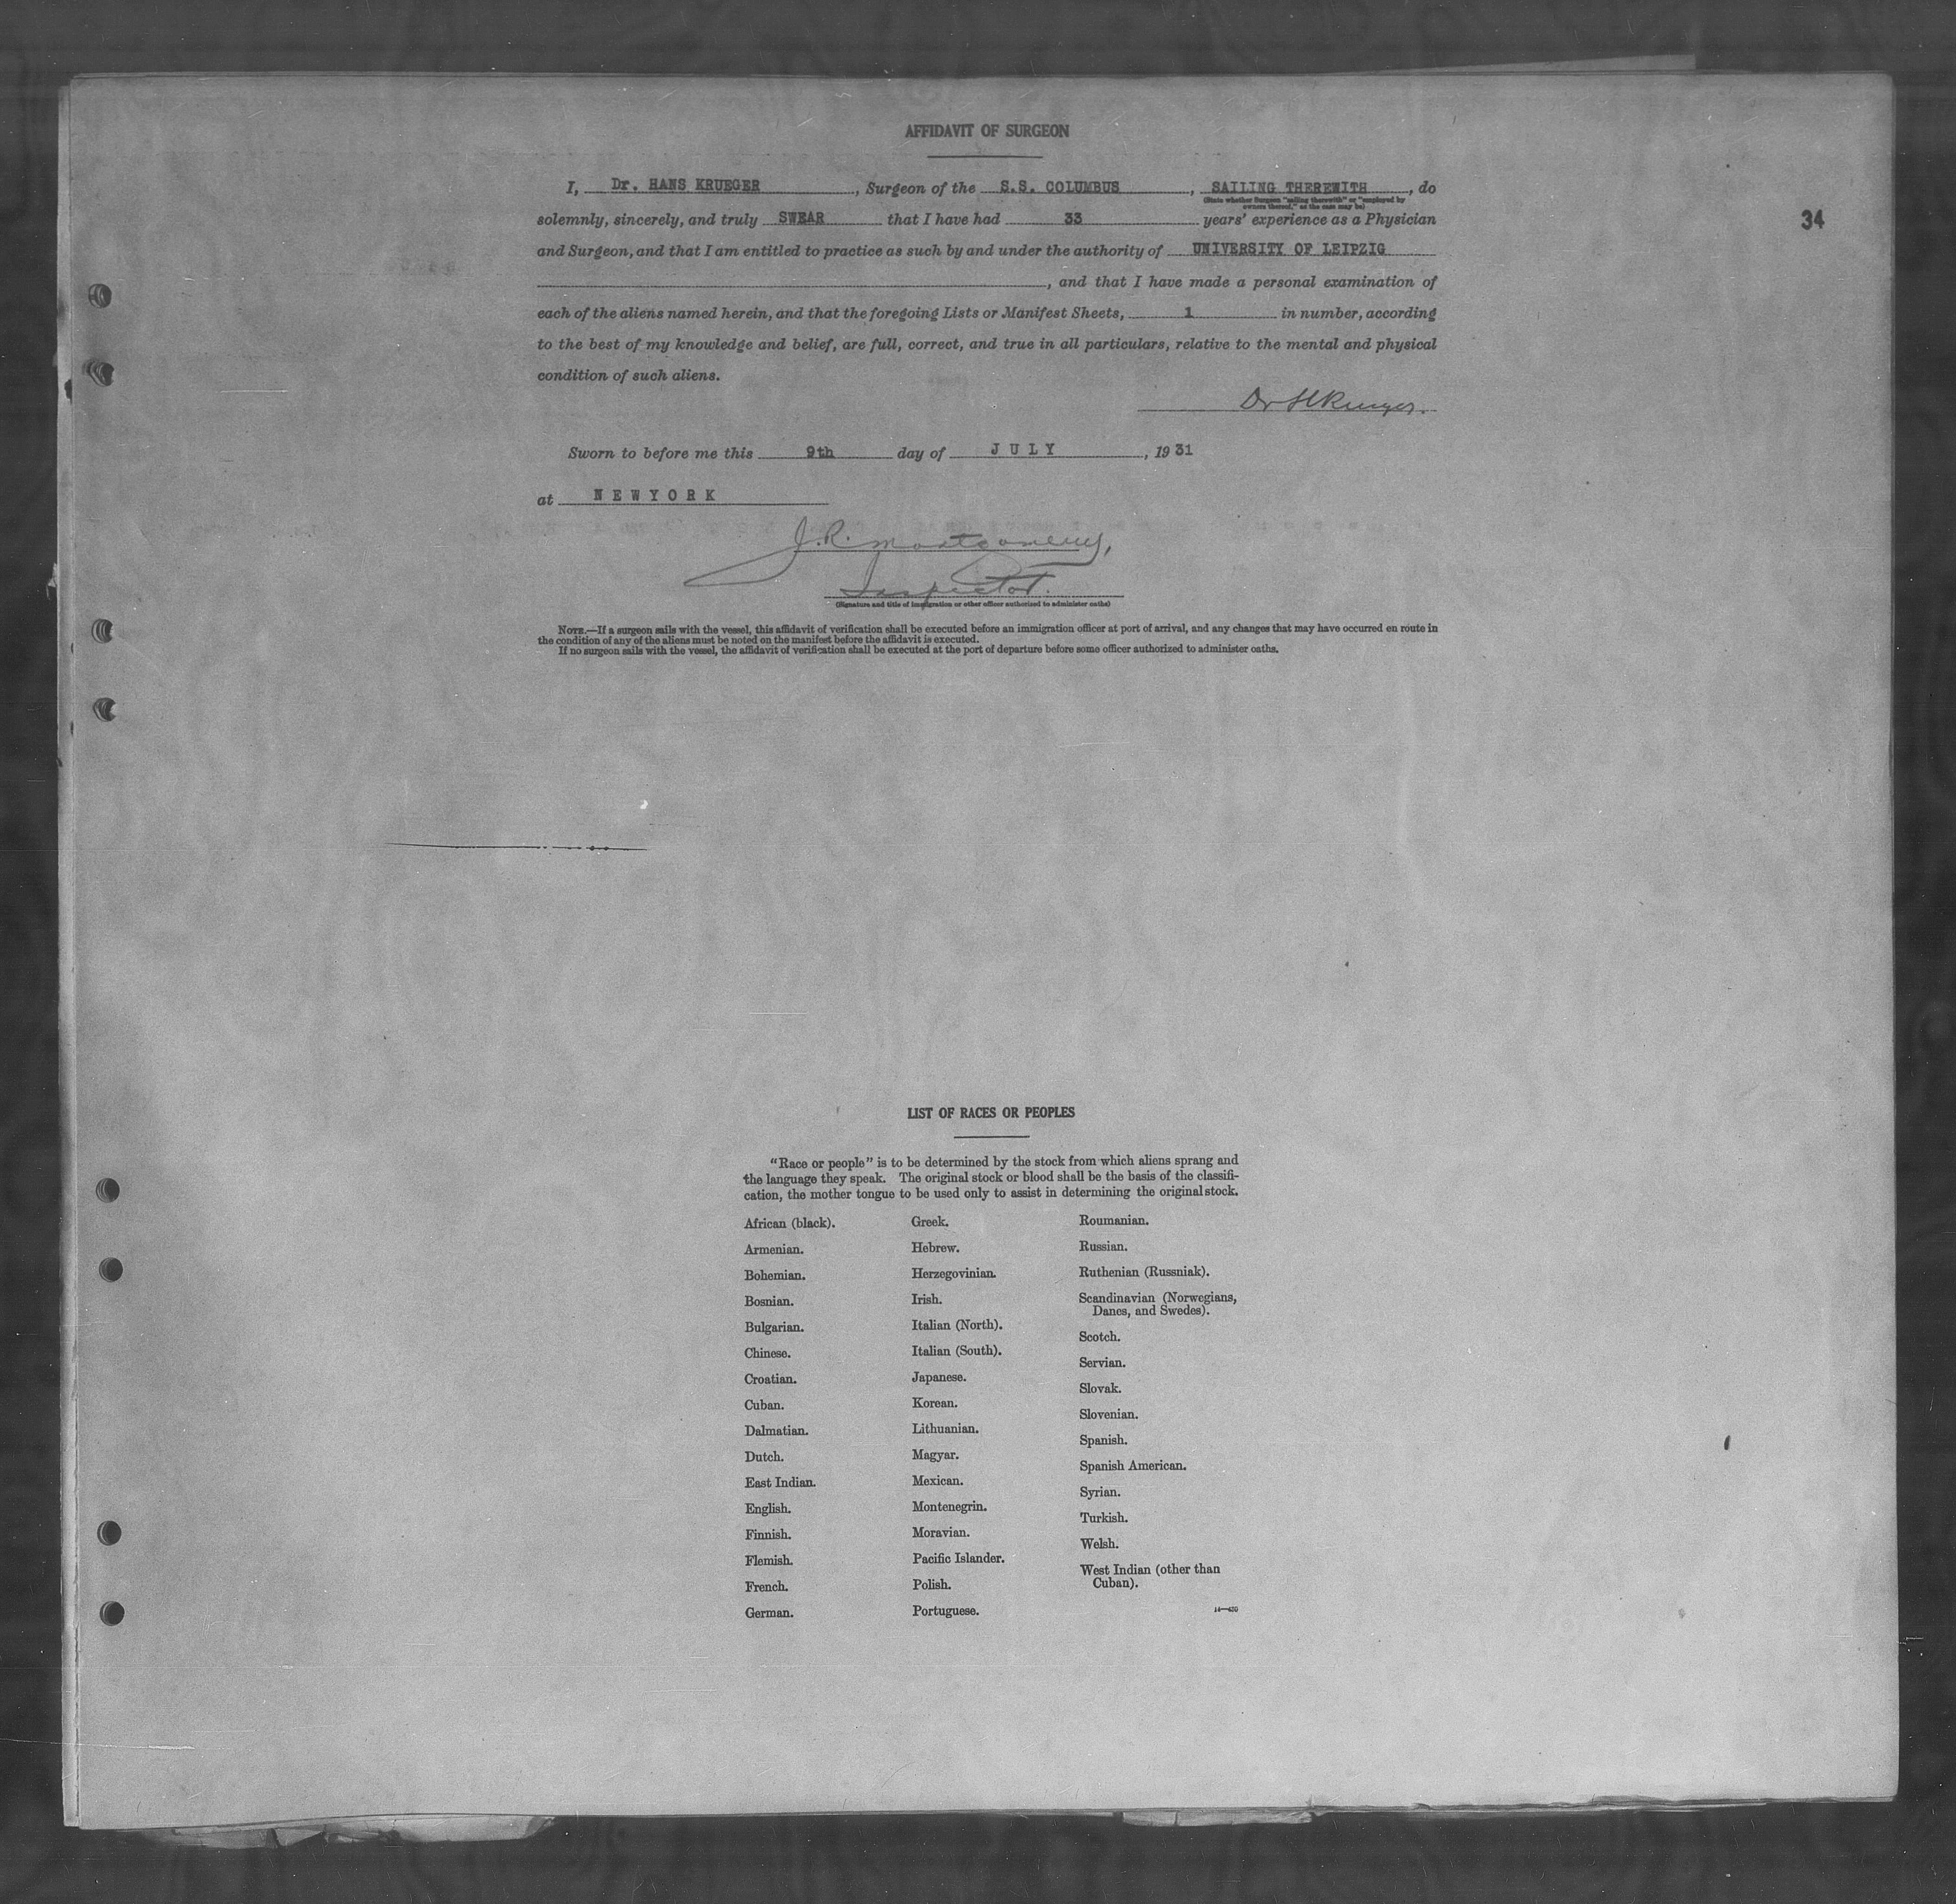 AFFIDAVIT OF SURGEON
I, Dr. HANS KRUEGER, Surgeon of the S.S. COLUMBUS, SAILING THEREWITH, do
(State whether Surgeon "sailing therewith" or "employed by
owners thereof," as the case may be)
solemnly, sincerely, and truly SWEAR that I have had 33 years' experience as a Physician
34
and Surgeon, and that I am entitled to practice as such by and under the authority of UNIVERSITY OF LEIPZIG
, and that I have made a personal examination of
each of the aliens named herein, and that the foregoing Lists or Manifest Sheets, 1 in number, according
to the best of my knowledge and belief, are full, correct, and true in all particulars, relative to the mental and physical
condition of such aliens.
Dr HKrueger.
Sworn to before me this 9th day of JULY, 1931
at NEWYORK
J.R. Montgomery,
Inspector.
(Signature and title of immigration or other officer authorized to administer oaths)
NOTE.—If a surgeon sails with the vessel, this affidavit of verification shall be executed before an immigration officer at port of arrival, and any changes that may have occurred en route in
the condition of any of the aliens must be noted on the manifest before the affidavit is executed.
If no surgeon sails with the vessel, the affidavit of verification shall be executed at the port of departure before some officer authorized to administer oaths.
LIST OF RACES OR PEOPLES
"Race or people" is to be determined by the stock from which aliens sprang and
the language they speak. The original stock or blood shall be the basis of the classifi-
cation, the mother tongue to be used only to assist in determining the original stock.
African (black).
Armenian.
Bohemian.
Bosnian.
Bulgarian.
Chinese.
Croatian.
Cuban.
Dalmatian.
Dutch.
East Indian.
English.
Finnish.
Flemish.
French.
German.
Greek.
Hebrew.
Herzegovinian.
Irish.
Italian (North).
Italian (South).
Japanese.
Korean.
Lithuanian.
Magyar.
Mexican.
Montenegrin.
Moravian.
Pacific Islander.
Polish.
Portuguese.
Roumanian.
Russian.
Ruthenian (Russniak).
Scandinavian (Norwegians,
Danes, and Swedes).
Scotch.
Servian.
Slovak.
Slovenian.
Spanish.
Spanish American.
Syrian.
Turkish.
Welsh.
West Indian (other than
Cuban).